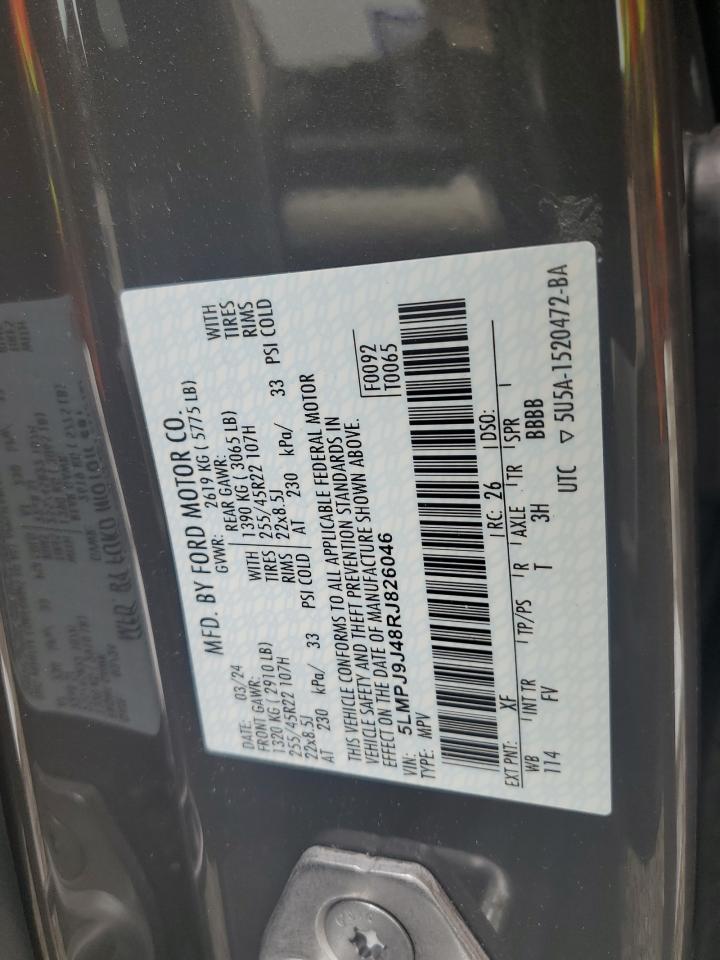 MFD. BY FORD MOTOR CO.
DATE: 03/24 GVWR: 2619 KG ( 5775 LB)
FRONT GAWR: REAR GAWR: WITH
1320 KG ( 2910 LB) WITH 1390 KG ( 3065 LB) TIRES
255/45R22 107H TIRES 255/45R22 107H RIMS
22x8.5J RIMS 22x8.5J
AT 230 kPa/ 33 PSI COLD AT 230 kPa/ 33 PSI COLD
THIS VEHICLE CONFORMS TO ALL APPLICABLE FEDERAL MOTOR
VEHICLE SAFETY AND THEFT PREVENTION STANDARDS IN
EFFECT ON THE DATE OF MANUFACTURE SHOWN ABOVE.
F0092
T0065
VIN: 5LMPJ9J48RJ826046
TYPE: MPV
EXT PNT: XF RC: 26 DSO:
WB INT TR TP/PS R AXLE TR SPR
114 FV T 3H BBBB
UTC ▽ 5U5A-1520472-BA